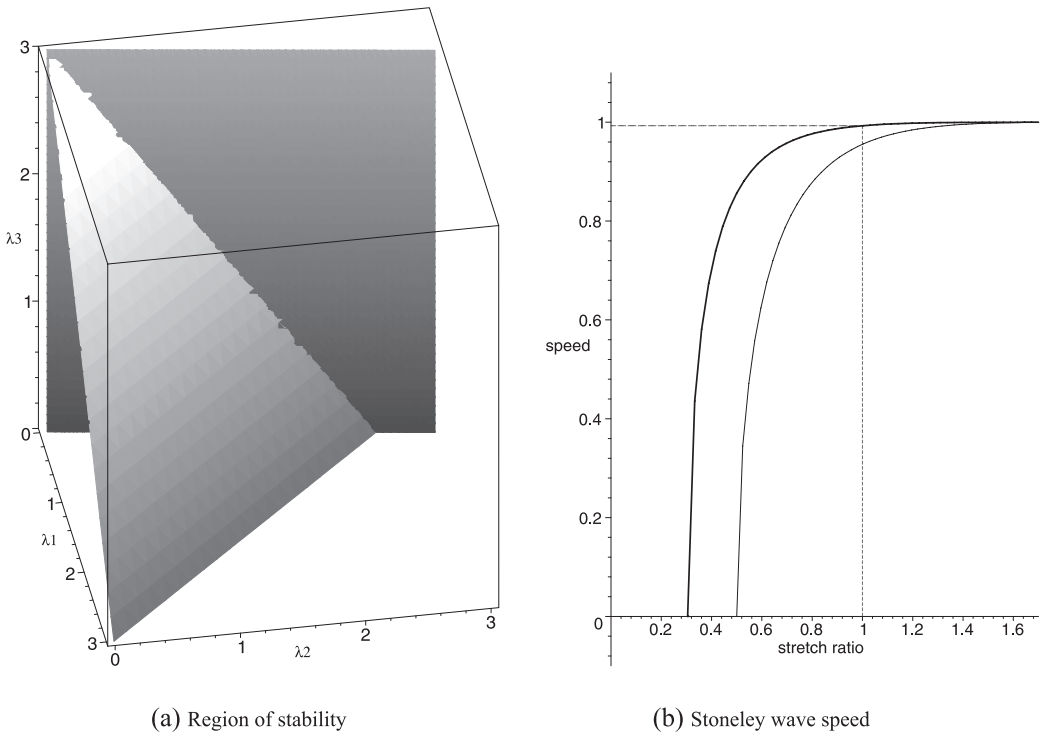 3
2
λ3
1
0
1
λ1
2
3
0
1
λ2
2
3
1
0.8
0.6
speed
0.4
0.2
0
0.2 0.4 0.6 0.8 1 1.2 1.4 1.6
stretch ratio
(a) Region of stability
(b) Stoneley wave speed